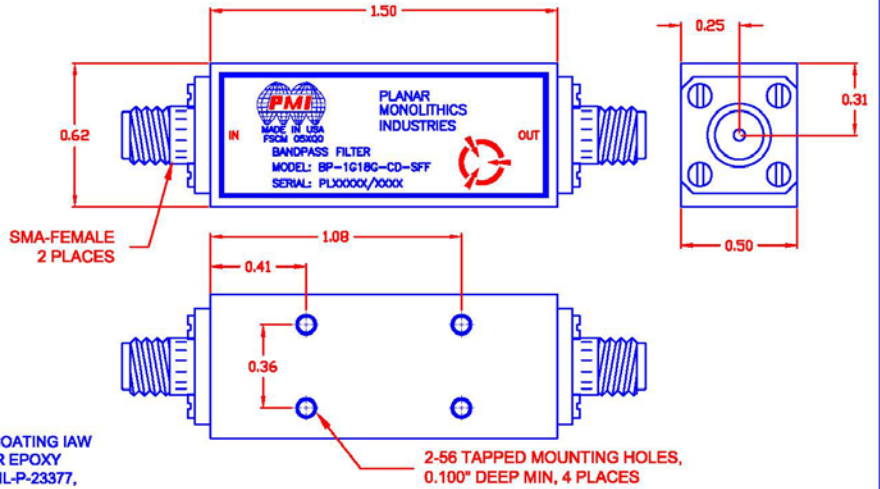 1.50
0.25
0.62
0.31
PMI
MADE IN USA
FSCM 05XQ0
PLANAR
MONOLITHICS
INDUSTRIES
IN
OUT
BANDPASS FILTER
MODEL: BP-1G18G-CD-SFF
SERIAL: PLXXXXX/XXXX
SMA-FEMALE
2 PLACES
0.50
1.08
0.41
0.36
OATING IAW
R EPOXY
IL-P-23377,
2-56 TAPPED MOUNTING HOLES,
0.100" DEEP MIN, 4 PLACES